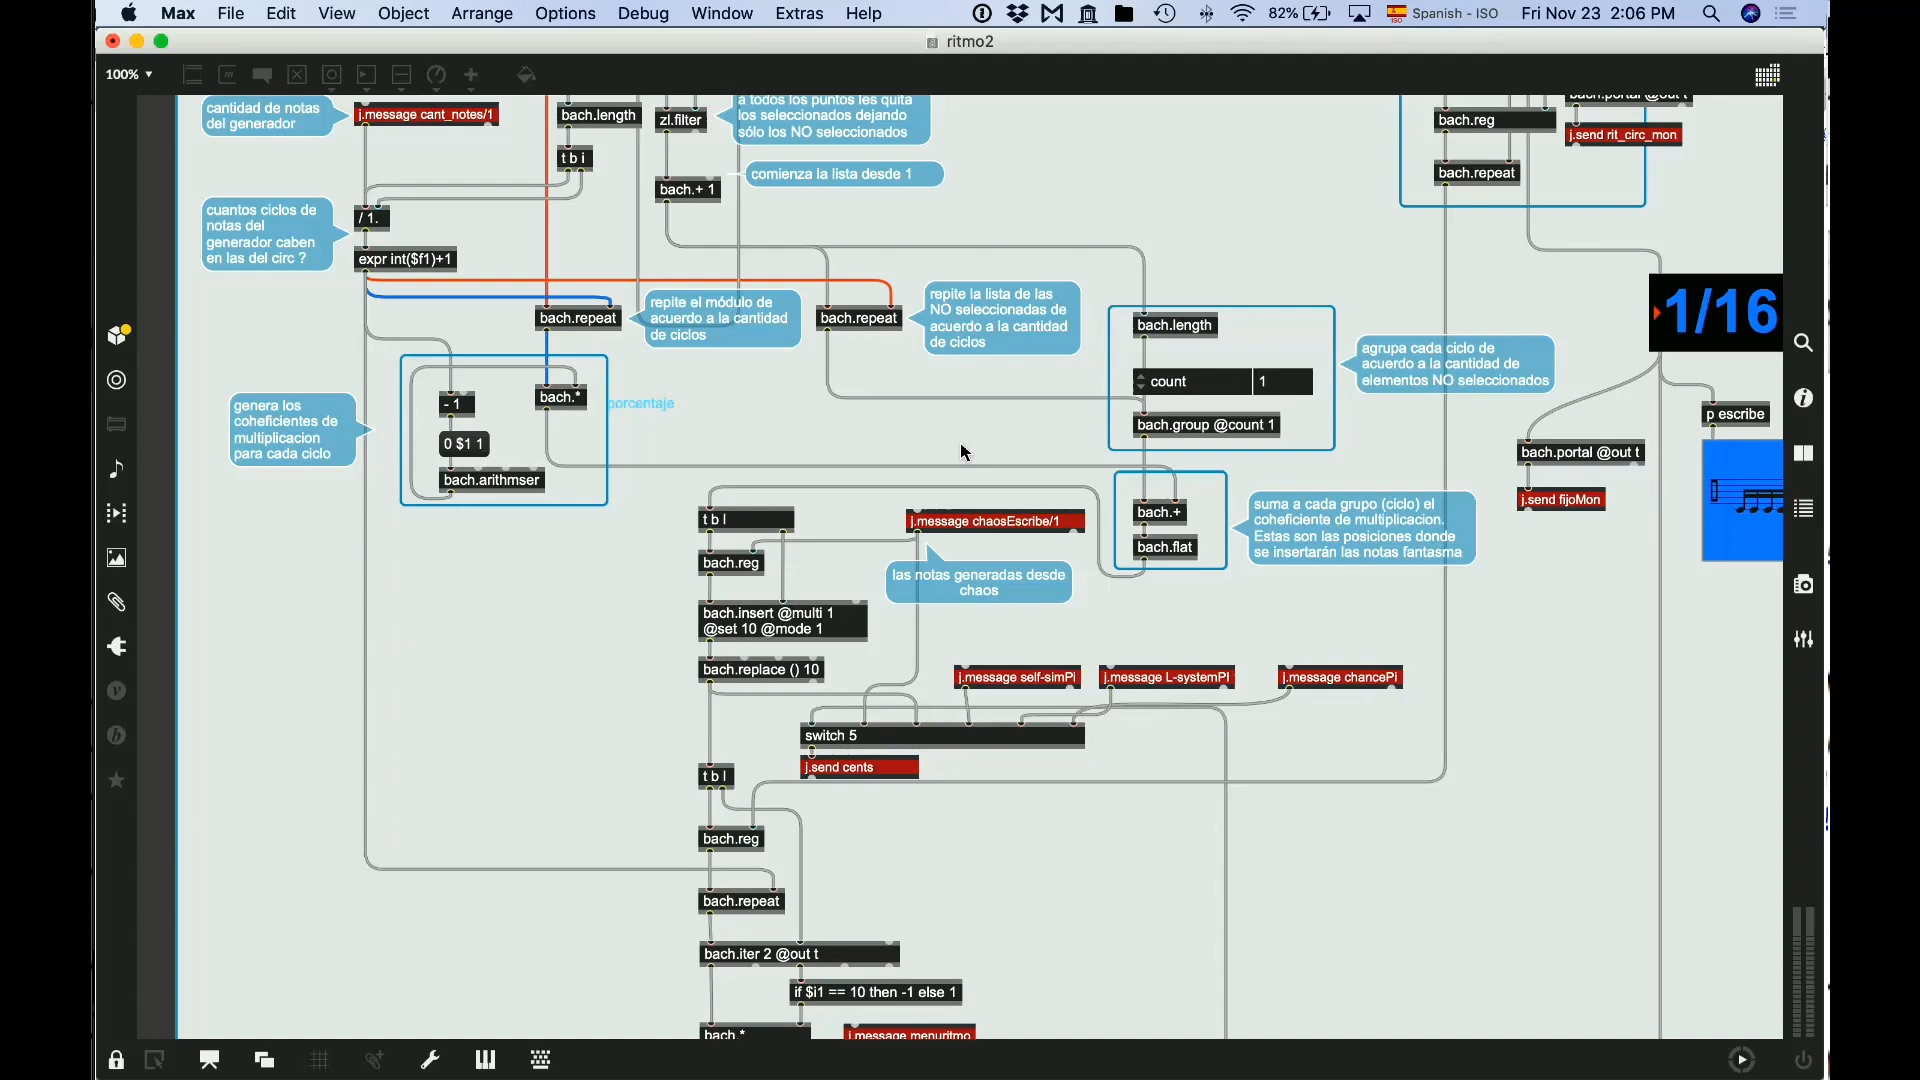 Max File Edit View Object Arrange Options Debug Window Extras Help
82% Spanish - ISO Fri Nov 23 2:06 PM
ritmo2
100%
cantidad de notas
del generador
j.message cant_notes/1
bach.length
zl.filter
a todos los puntos les quita
los seleccionados dejando
sólo los NO seleccionados
bach.reg
bach.portal @out t
j.send rit_circ_mon
t b i
bach.repeat
comienza la lista desde 1
bach.+ 1
cuantos ciclos de
notas del
generador caben
en las del circ ?
/ 1.
expr int($f1)+1
bach.repeat
repite el módulo de
acuerdo a la cantidad
de ciclos
bach.repeat
repite la lista de las
NO seleccionadas de
acuerdo a la cantidad
de ciclos
bach.length
count 1
bach.group @count 1
agrupa cada ciclo de
acuerdo a la cantidad de
elementos NO seleccionados
1/16
p escribe
genera los
coheficientes de
multiplicacion
para cada ciclo
- 1
bach.*
porcentaje
0 $1 1
bach.arithmser
bach.portal @out t
j.send fijoMon
t b l
j.message chaosEscribe/1
bach.+
bach.flat
suma a cada grupo (ciclo) el
coheficiente de multiplicacion.
Estas son las posiciones donde
se insertarán las notas fantasma
bach.reg
las notas generadas desde
chaos
bach.insert @multi 1
@set 10 @mode 1
bach.replace () 10
j.message self-simPi
j.message L-systemPI
j.message chancePi
switch 5
j.send cents
t b l
bach.reg
bach.repeat
bach.iter 2 @out t
if $i1 == 10 then -1 else 1
bach.*
j.message menuritmo